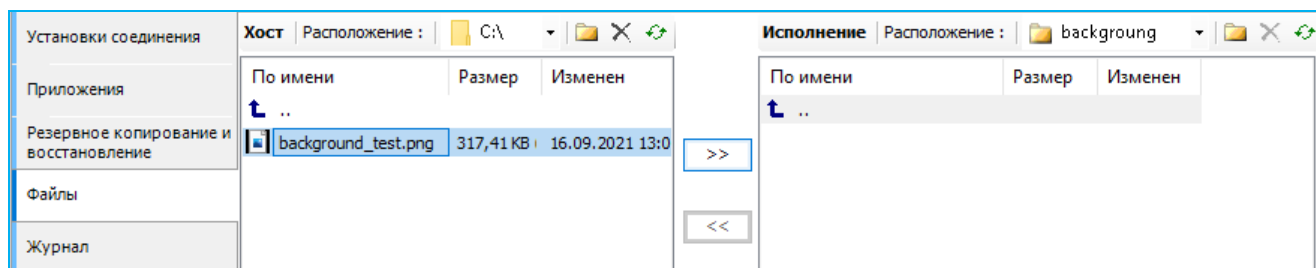 Установки соединения
Приложения
Резервное копирование и
восстановление
Файлы
Журнал
Хост Расположение : C:\
По имени Размер Изменен
..
background_test.png 317,41 KB 16.09.2021 13:0
>>
<<
Исполнение Расположение : backgroung
По имени Размер Изменен
..